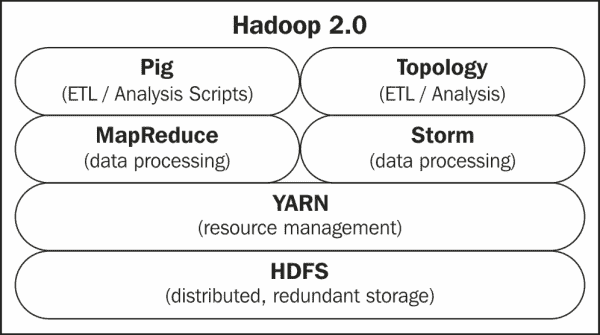 Hadoop 2.0
Pig
(ETL / Analysis Scripts)
Topology
(ETL / Analysis)
MapReduce
(data processing)
Storm
(data processing)
YARN
(resource management)
HDFS
(distributed, redundant storage)